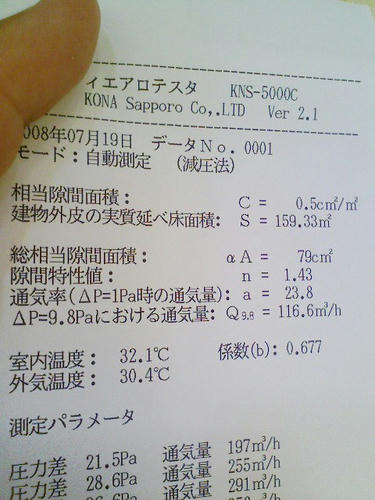 ィエアロテスタ KNS-5000C
KONA Sapporo Co,.LTD Ver 2.1
008年07月19日 データNo. 0001
モード：自動測定 （減圧法）
相当隙間面積： C = 0.5c㎡/㎡
建物外皮の実質延べ床面積： S = 159.33㎡
総相当隙間面積： αA = 79c㎡
隙間特性値： n = 1.43
通気率（ΔP=1Pa時の通気量）： a = 23.8
ΔP=9.8Paにおける通気量： Q9.8 = 116.6㎥/h
室内温度： 32.1℃ 係数(b)： 0.677
外気温度： 30.4℃
測定パラメータ
圧力差 21.5Pa 通気量 197㎥/h
圧力差 28.6Pa 通気量 255㎥/h
通気量 291㎥/h